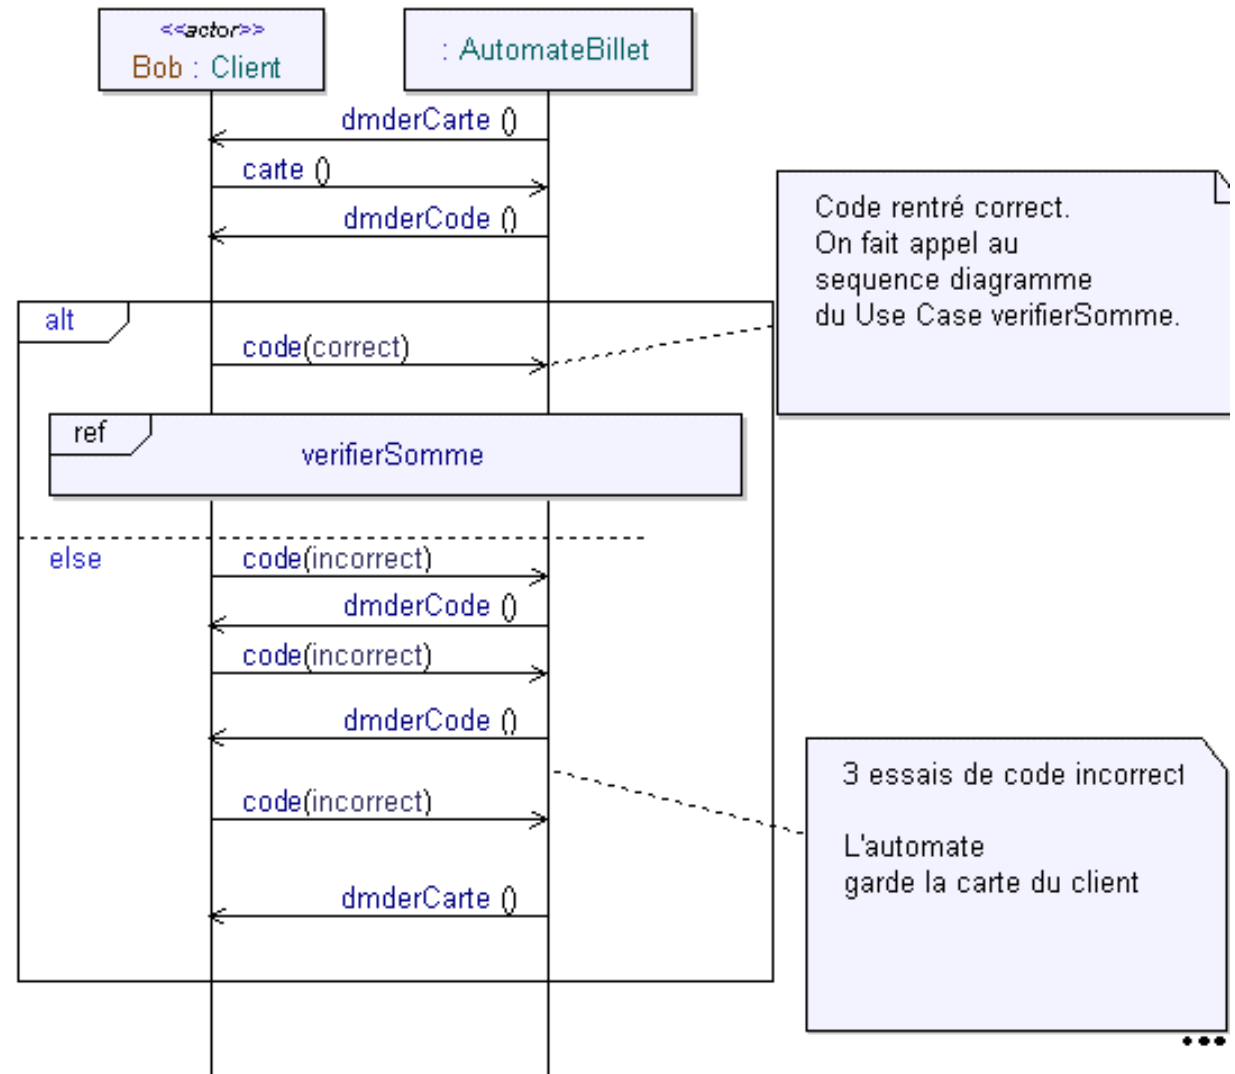 <<actor>>
Bob : Client
: AutomateBillet
dmderCarte ()
carte ()
dmderCode ()
Code rentré correct.
On fait appel au
sequence diagramme
du Use Case verifierSomme.
alt
code(correct)
ref
verifierSomme
else
code(incorrect)
dmderCode ()
code(incorrect)
dmderCode ()
code(incorrect)
dmderCarte ()
3 essais de code incorrect
L'automate
garde la carte du client